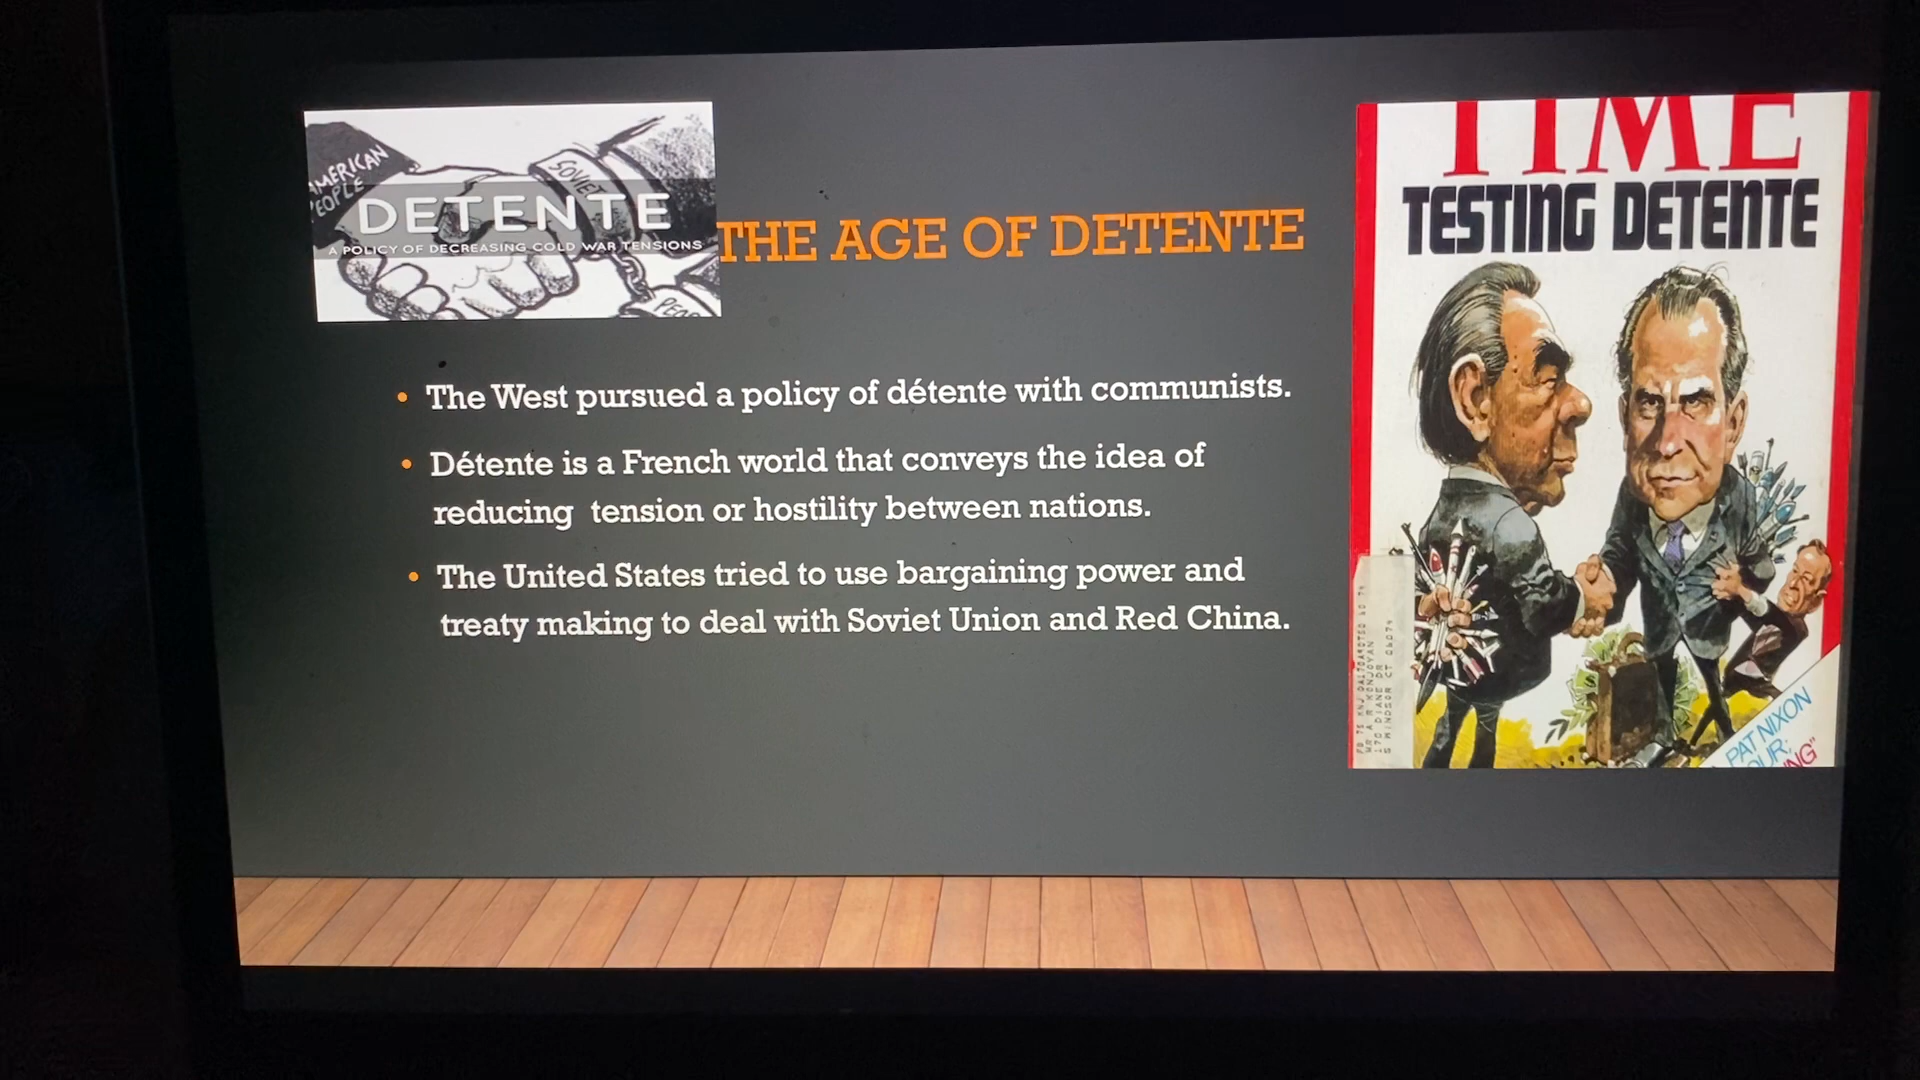 AMERICAN
PEOPLE
SOVIET
DETENTE
A POLICY OF DECREASING COLD WAR TENSIONS
THE AGE OF DETENTE
• The West pursued a policy of détente with communists.
• Détente is a French world that conveys the idea of
reducing tension or hostility between nations.
• The United States tried to use bargaining power and
treaty making to deal with Soviet Union and Red China.
TIME
TESTING DETENTE
PAT NIXON